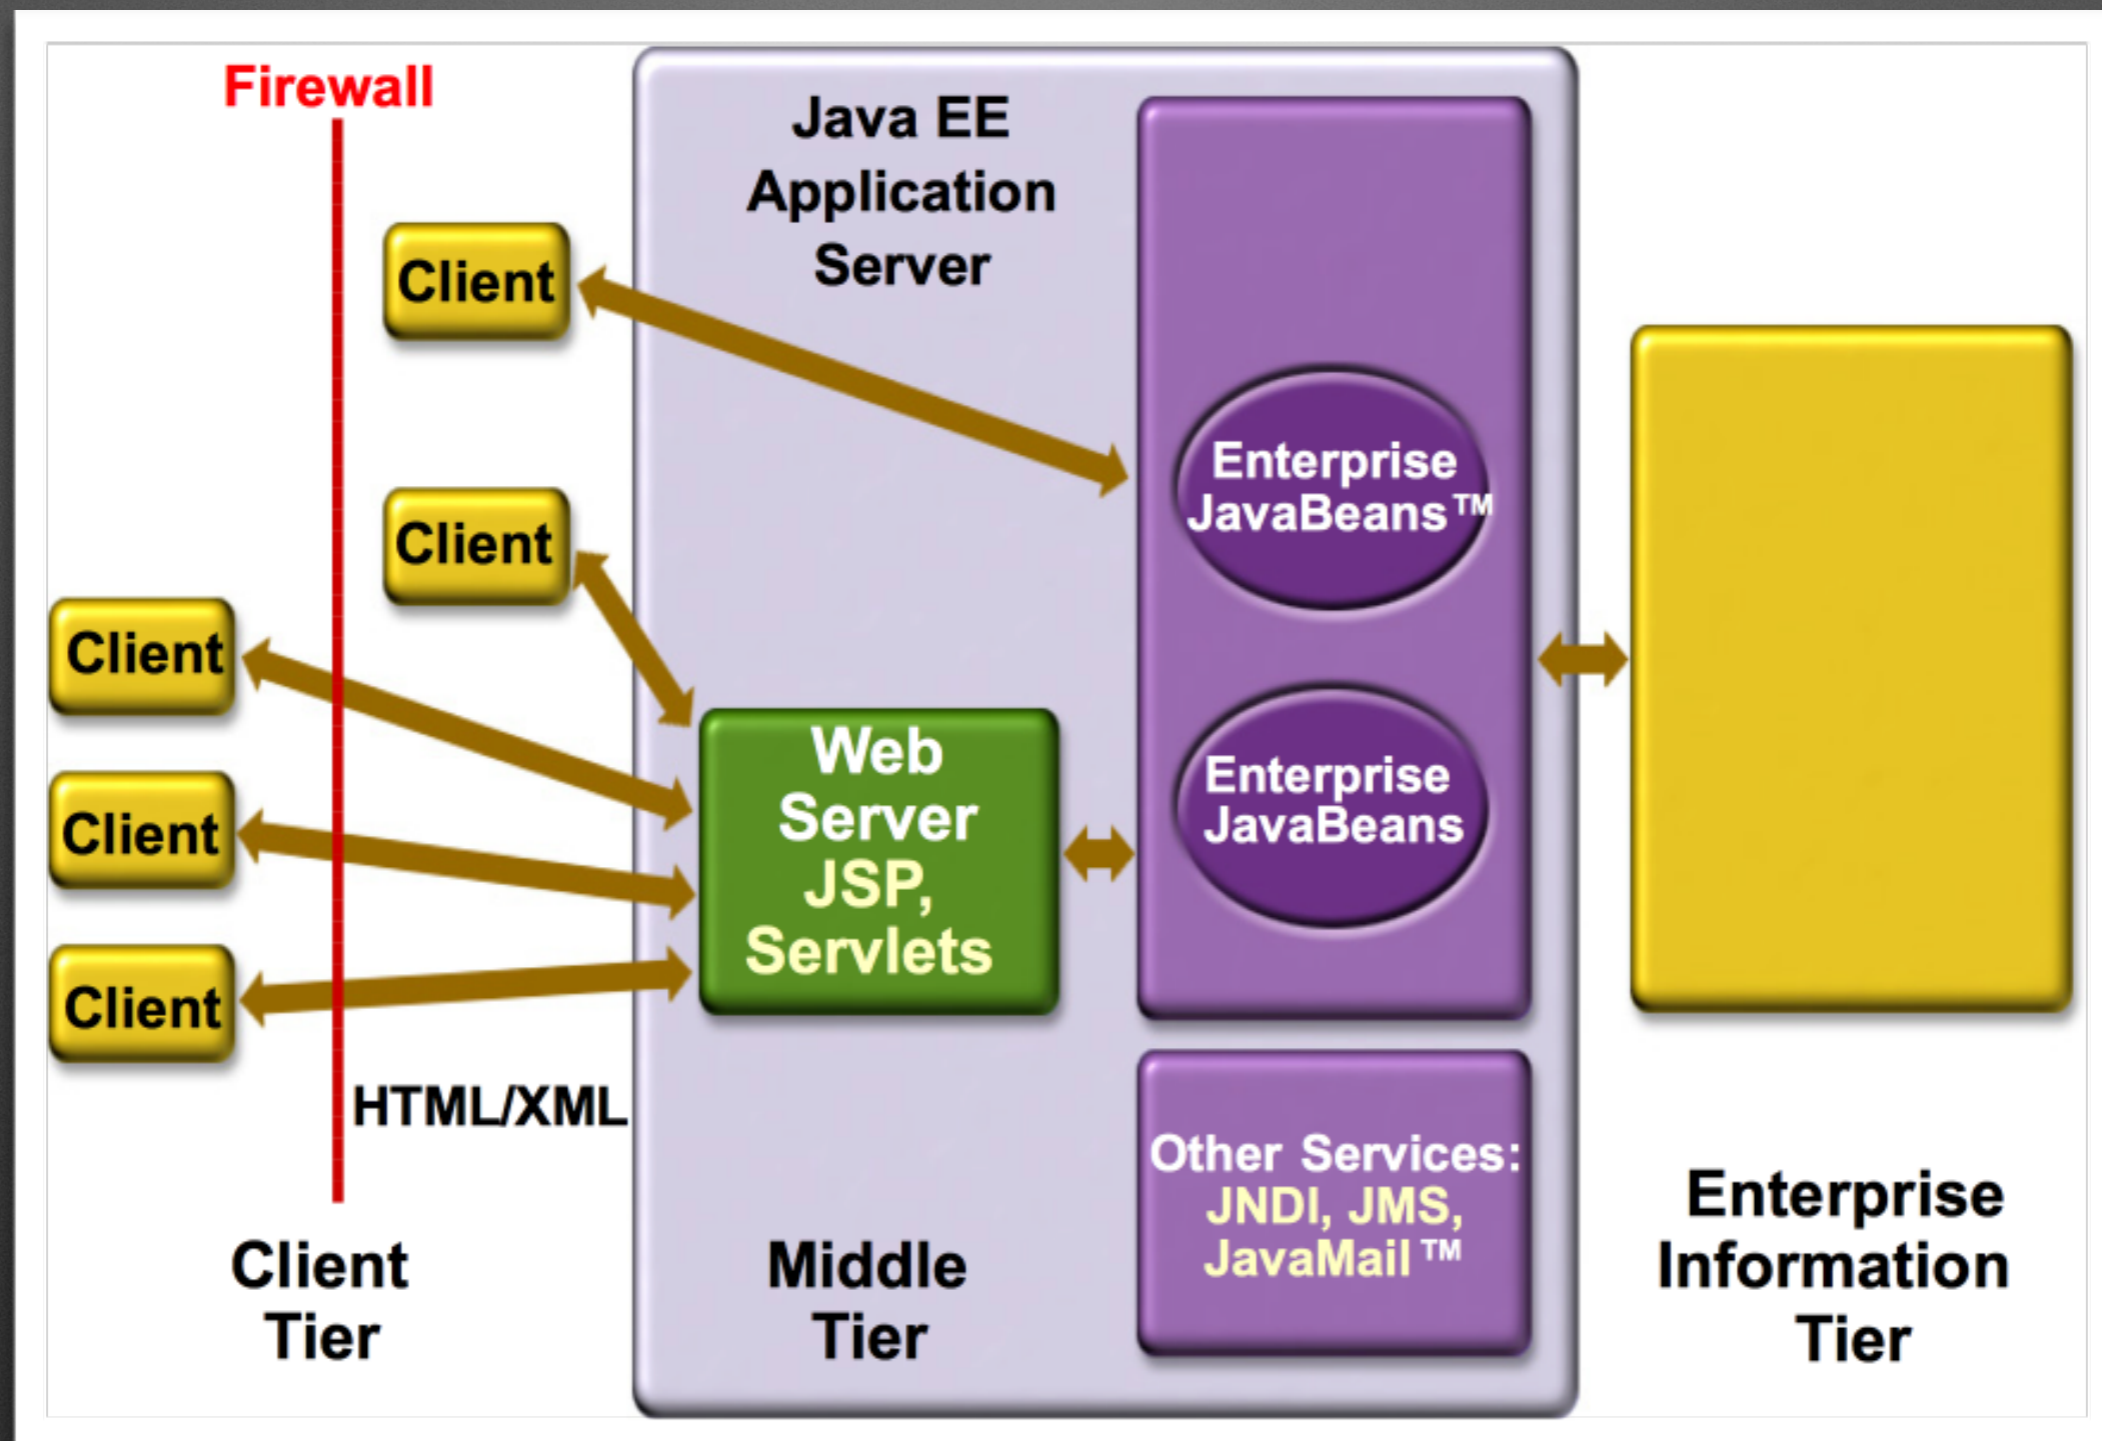 Firewall
Java EE
Application
Server
Client
Client
Client
Client
Client
HTML/XML
Web
Server
JSP,
Servlets
Enterprise
JavaBeans™
Enterprise
JavaBeans
Other Services:
JNDI, JMS,
JavaMail™
Client
Tier
Middle
Tier
Enterprise
Information
Tier